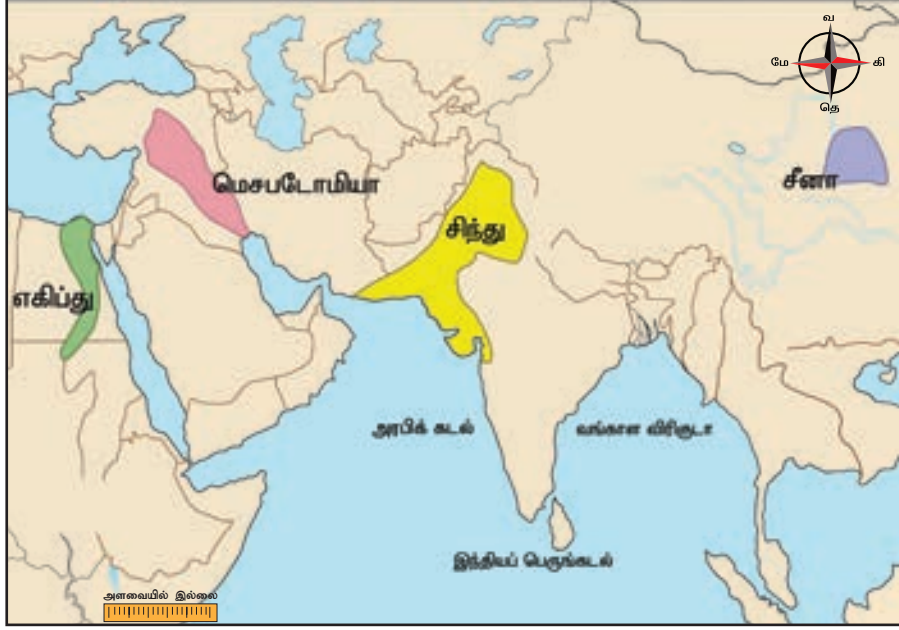 வ
மே
கி
தெ
மெசபடோமியா
சீனா
சிந்து
எகிப்து
அரபிக் கடல்
வங்காள விரிகுடா
இந்தியப் பெருங்கடல்
அளவையில் இல்லை